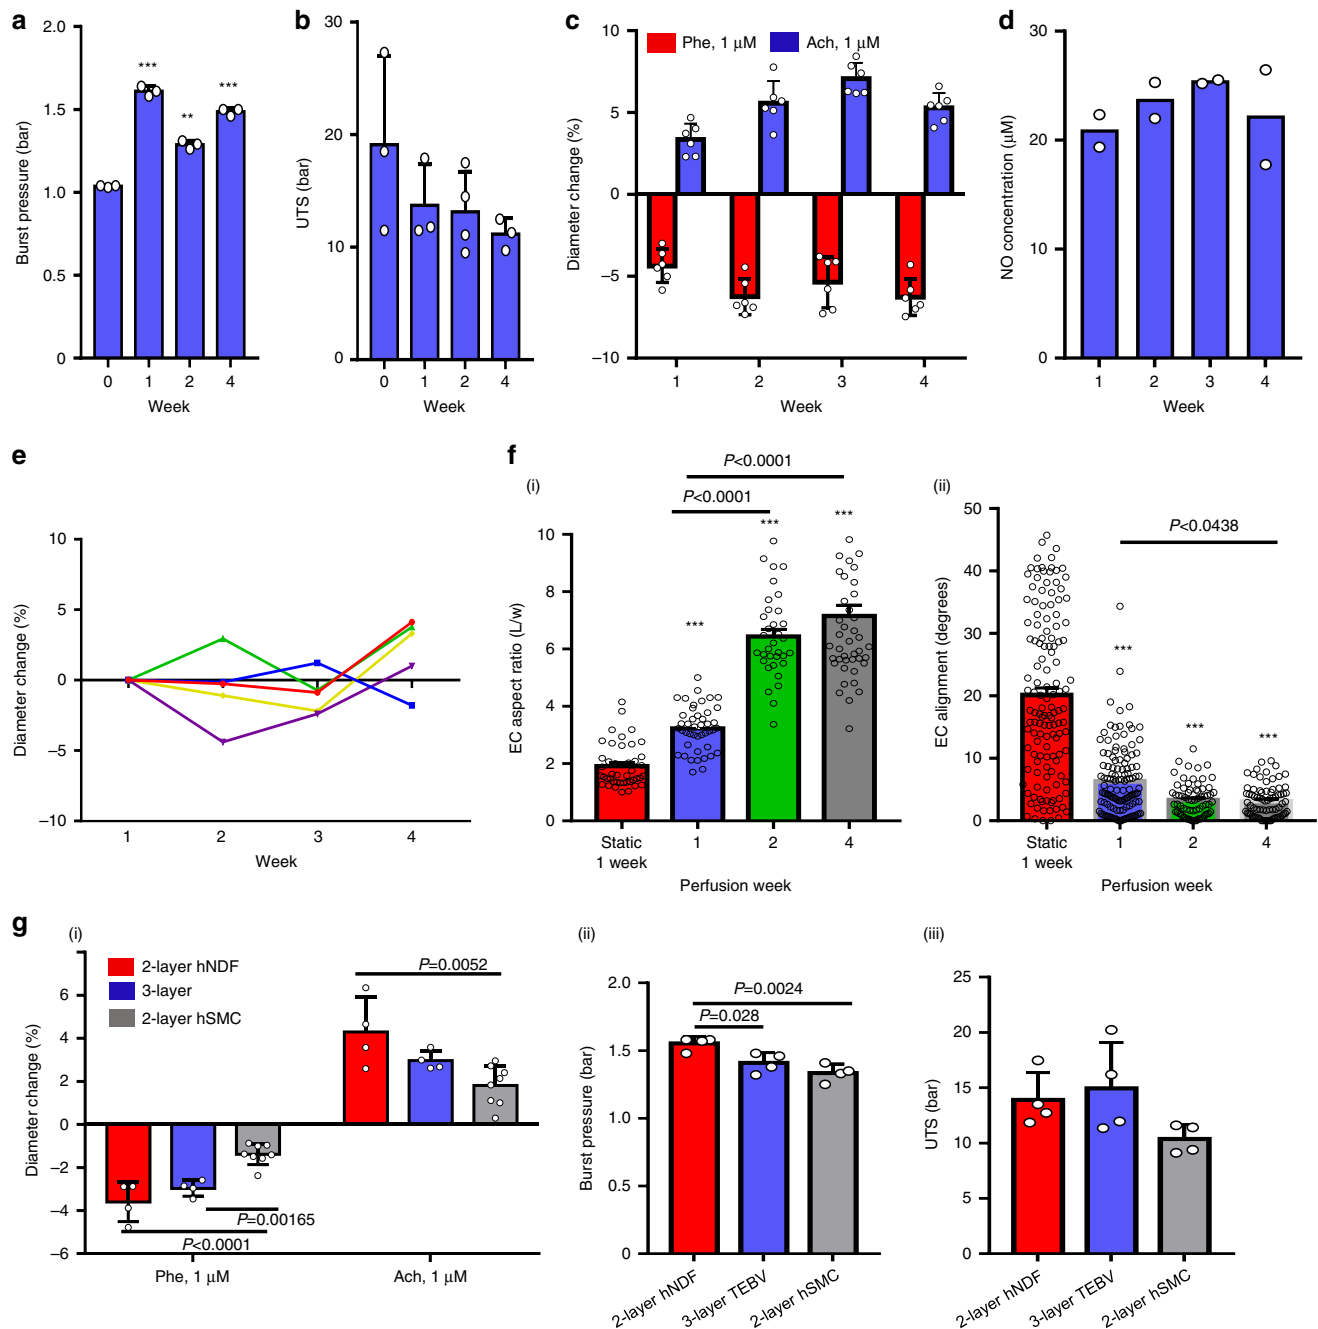 a
2.0
1.5
1.0
0.5
0
Burst pressure (bar)
***
**
***
0 1 2 4
Week
b
30
20
10
0
UTS (bar)
0 1 2 4
Week
c
10
5
0
−5
−10
Diameter change (%)
Phe, 1 μM
Ach, 1 μM
1 2 3 4
Week
d
30
20
10
0
NO concentration (μM)
1 2 3 4
Week
e
10
5
0
−5
−10
Diameter change (%)
1 2 3 4
Week
f
(i)
P<0.0001
P<0.0001
***
***
***
10
8
6
4
2
0
EC aspect ratio (L/w)
Static
1 week
1 2 4
Perfusion week
(ii)
50
40
30
20
10
0
EC alignment (degrees)
P<0.0438
***
***
***
Static
1 week
1 2 4
Perfusion week
g
(i)
2-layer hNDF
3-layer
2-layer hSMC
6
4
2
0
−2
−4
−6
Diameter change (%)
P=0.0052
P=0.00165
P<0.0001
Phe, 1 μM
Ach, 1 μM
(ii)
2.0
1.5
1.0
0.5
0
Burst pressure (bar)
P=0.0024
P=0.028
2-layer hNDF
3-layer TEBV
2-layer hSMC
(iii)
25
20
15
10
5
0
UTS (bar)
2-layer hNDF
3-layer TEBV
2-layer hSMC